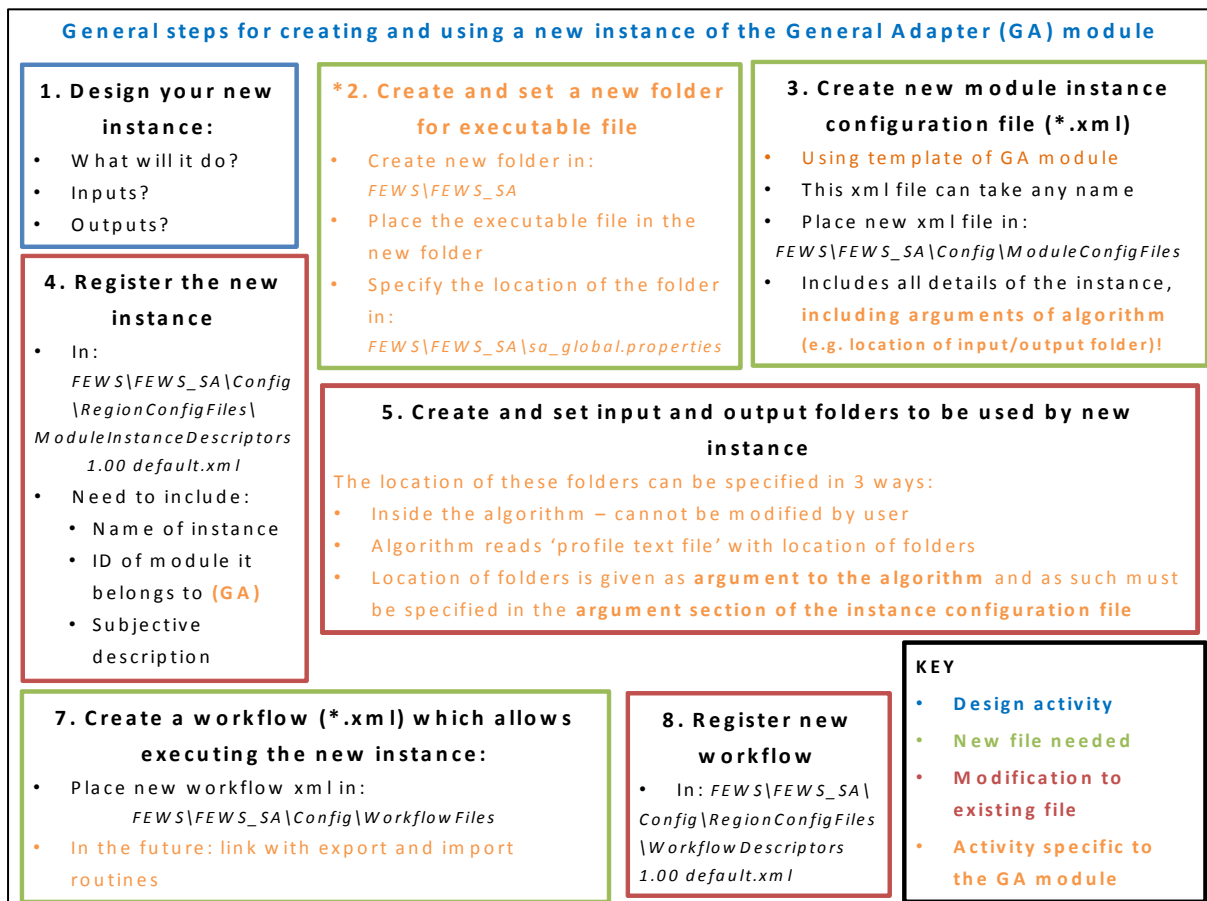 General steps for creating and using a new instance of the General Adapter (GA) module
1. Design your new
instance:
• What will it do?
• Inputs?
• Outputs?
*2. Create and set a new folder
for executable file
• Create new folder in:
FEWS\FEWS_SA
• Place the executable file in the
new folder
• Specify the location of the folder
in:
FEWS\FEWS_SA\sa_global.properties
3. Create new module instance
configuration file (*.xml)
• Using template of GA module
• This xml file can take any name
• Place new xml file in:
FEWS\FEWS_SA\Config\ModuleConfigFiles
• Includes all details of the instance,
including arguments of algorithm
(e.g. location of input/output folder)!
4. Register the new
instance
• In:
FEWS\FEWS_SA\Config
\RegionConfigFiles\
ModuleInstanceDescriptors
1.00 default.xml
• Need to include:
• Name of instance
• ID of module it
belongs to (GA)
• Subjective
description
5. Create and set input and output folders to be used by new
instance
The location of these folders can be specified in 3 ways:
• Inside the algorithm – cannot be modified by user
• Algorithm reads ‘profile text file’ with location of folders
• Location of folders is given as argument to the algorithm and as such must
be specified in the argument section of the instance configuration file
7. Create a workflow (*.xml) which allows
executing the new instance:
• Place new workflow xml in:
FEWS\FEWS_SA\Config\WorkflowFiles
• In the future: link with export and import
routines
8. Register new
workflow
• In: FEWS\FEWS_SA\
Config\RegionConfigFiles
\WorkflowDescriptors
1.00 default.xml
KEY
• Design activity
• New file needed
• Modification to
existing file
• Activity specific to
the GA module